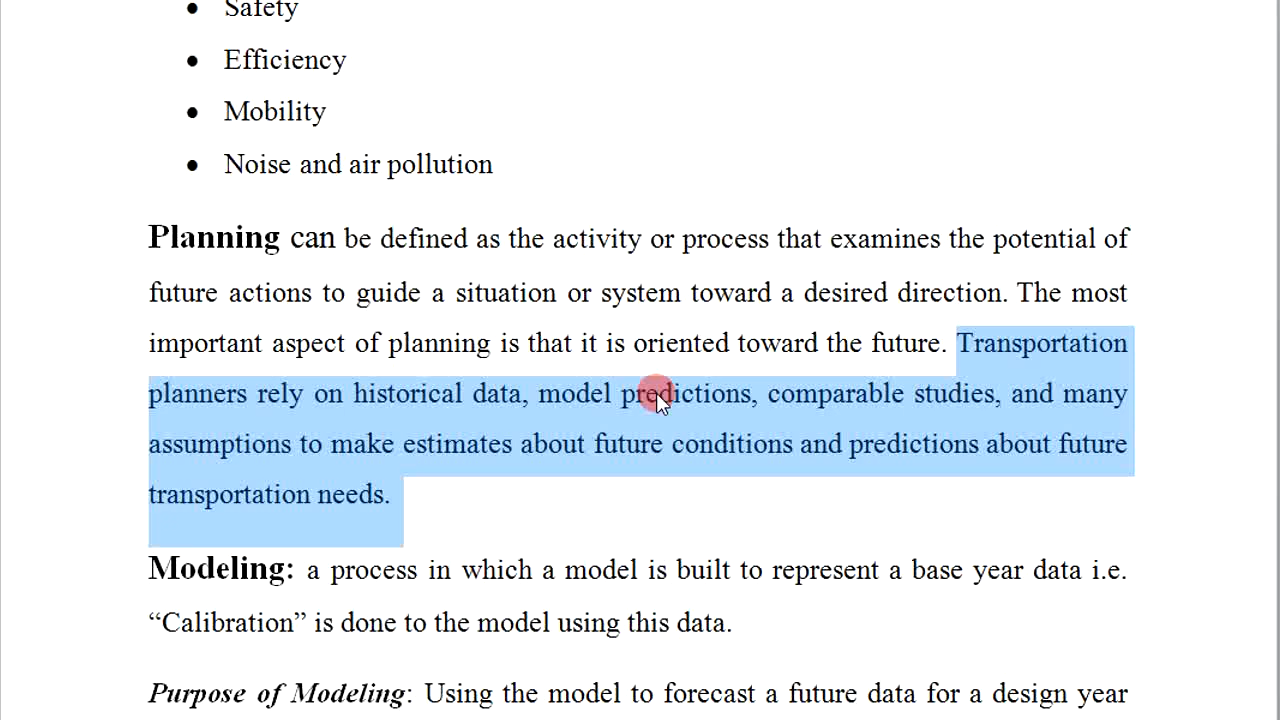 • Safety
• Efficiency
• Mobility
• Noise and air pollution
Planning can be defined as the activity or process that examines the potential of
future actions to guide a situation or system toward a desired direction. The most
important aspect of planning is that it is oriented toward the future. Transportation
planners rely on historical data, model predictions, comparable studies, and many
assumptions to make estimates about future conditions and predictions about future
transportation needs.
Modeling: a process in which a model is built to represent a base year data i.e.
“Calibration” is done to the model using this data.
Purpose of Modeling: Using the model to forecast a future data for a design year